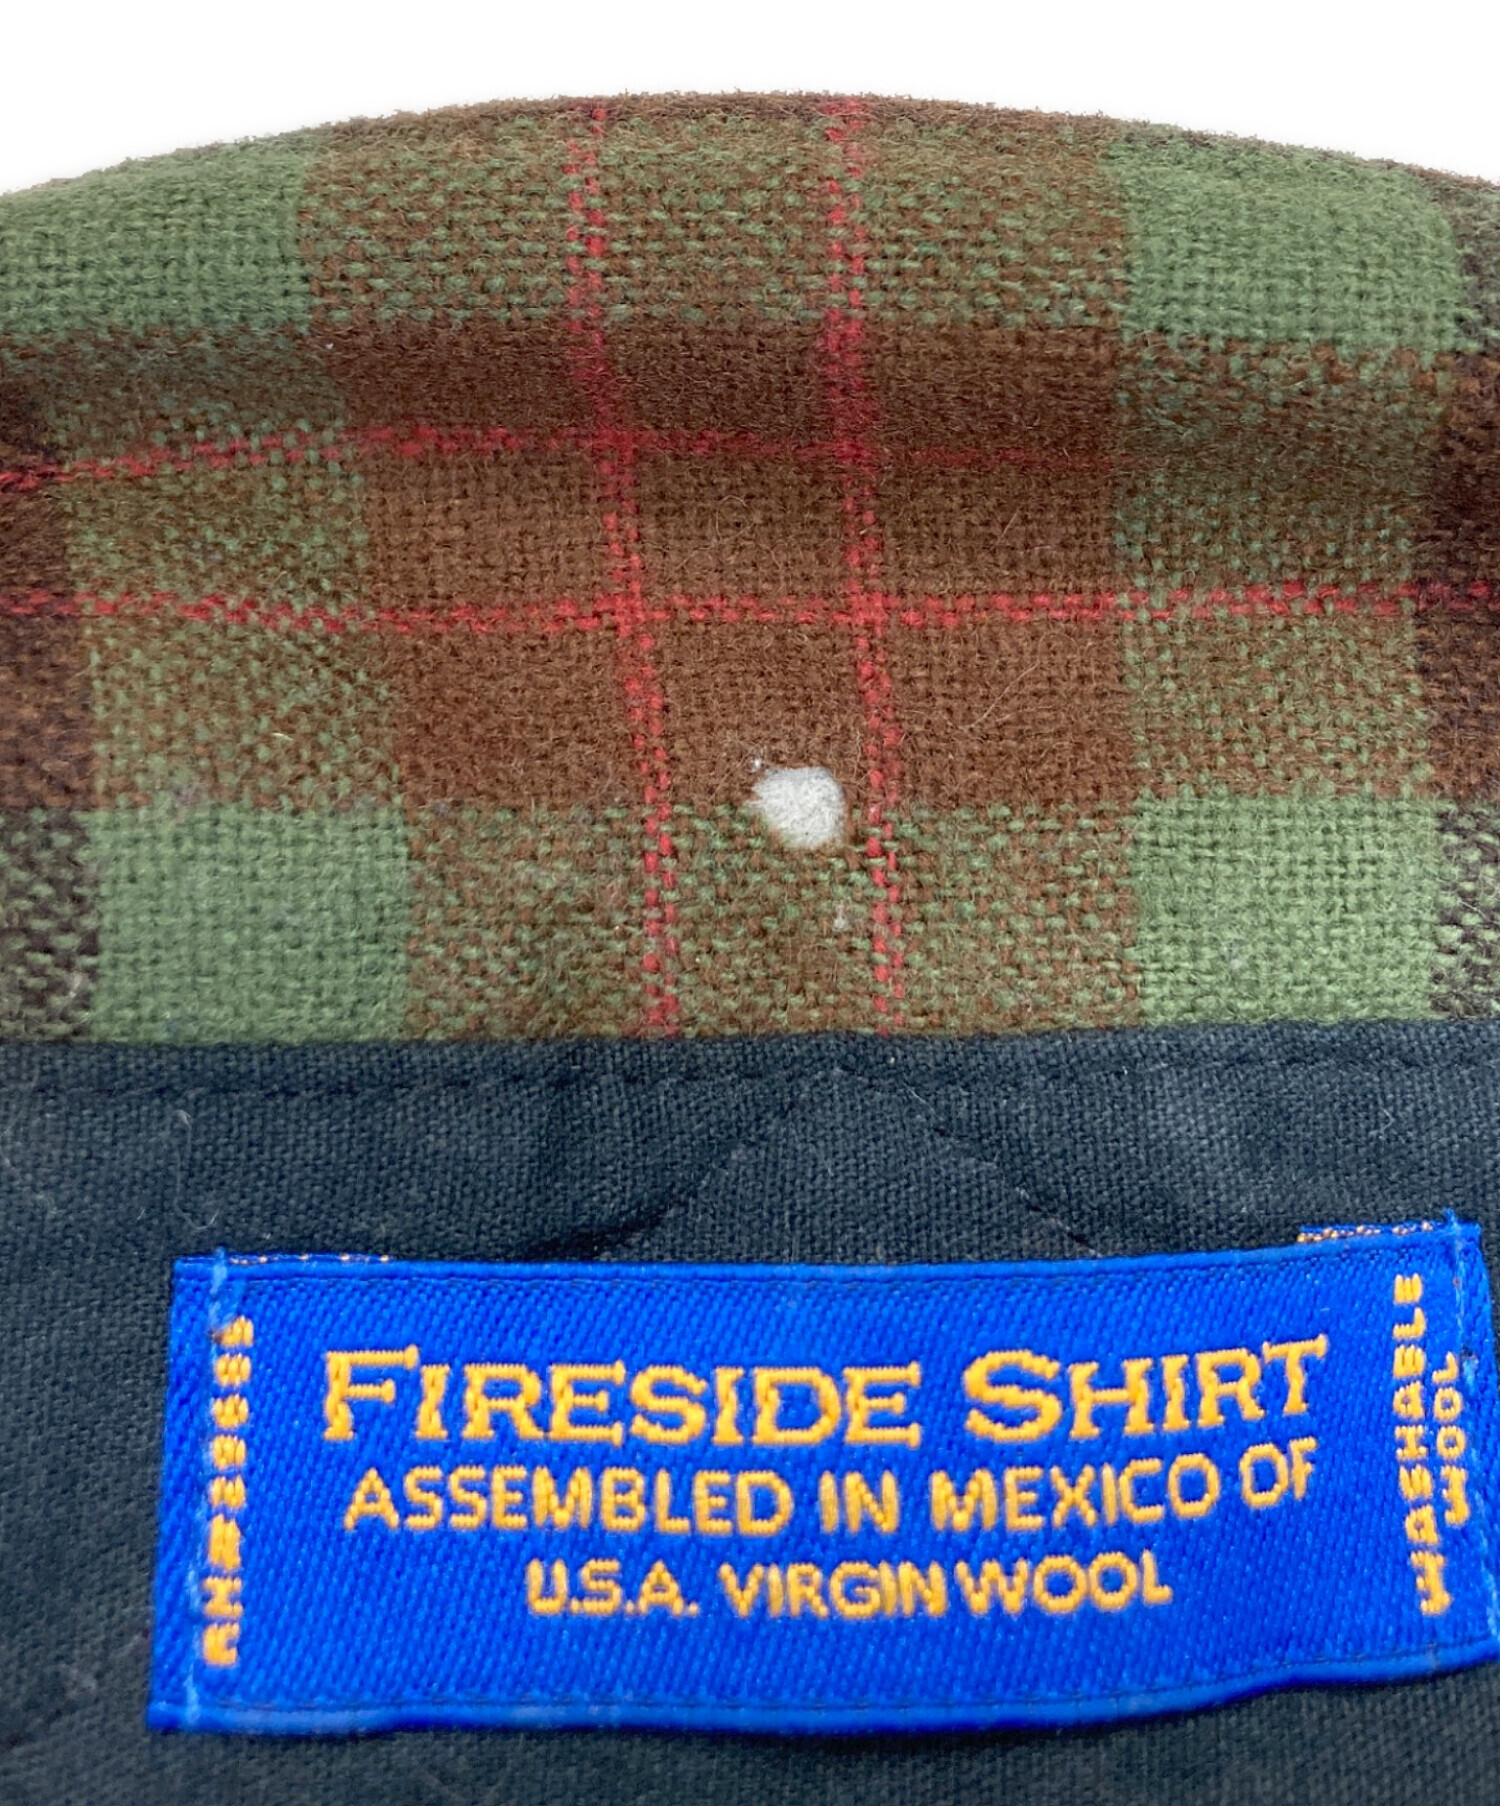 FIRESIDE SHIRT
ASSEMBLED IN MEXICO OF
U.S.A. VIRGIN WOOL
WASHABLE
WOOL